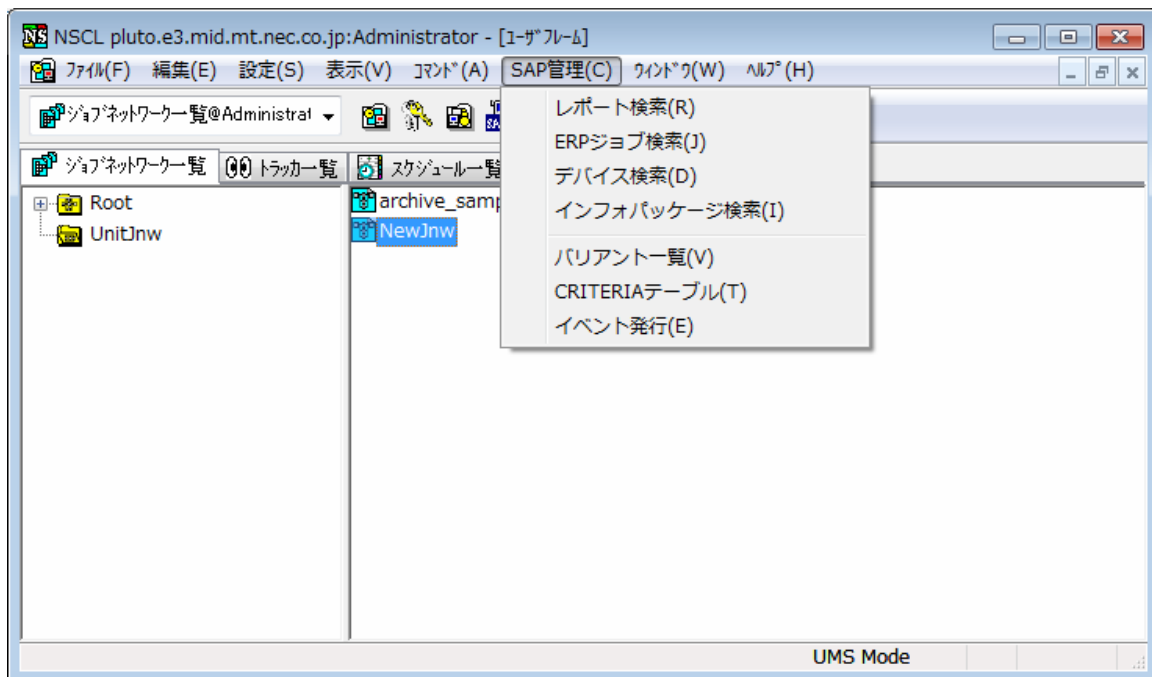 NS NSCL pluto.e3.mid.mt.nec.co.jp:Administrator - [ﾕｰｻﾞﾌﾚｰﾑ]
ﾌｧｲﾙ(F) 編集(E) 設定(S) 表示(V) ｺﾏﾝﾄﾞ(A) SAP管理(C) ｳｨﾝﾄﾞｳ(W) ﾍﾙﾌﾟ(H)
ｼﾞｮﾌﾞﾈｯﾄﾜｰｸ一覧@Administrat
ｼﾞｮﾌﾞﾈｯﾄﾜｰｸ一覧 ﾄﾗｯｶ一覧 ｽｹｼﾞｭｰﾙ一覧
Root
UnitJnw
archive_samp
NewJnw
レポート検索(R)
ERPジョブ検索(J)
デバイス検索(D)
インフォパッケージ検索(I)
バリアント一覧(V)
CRITERIAテーブル(T)
イベント発行(E)
UMS Mode